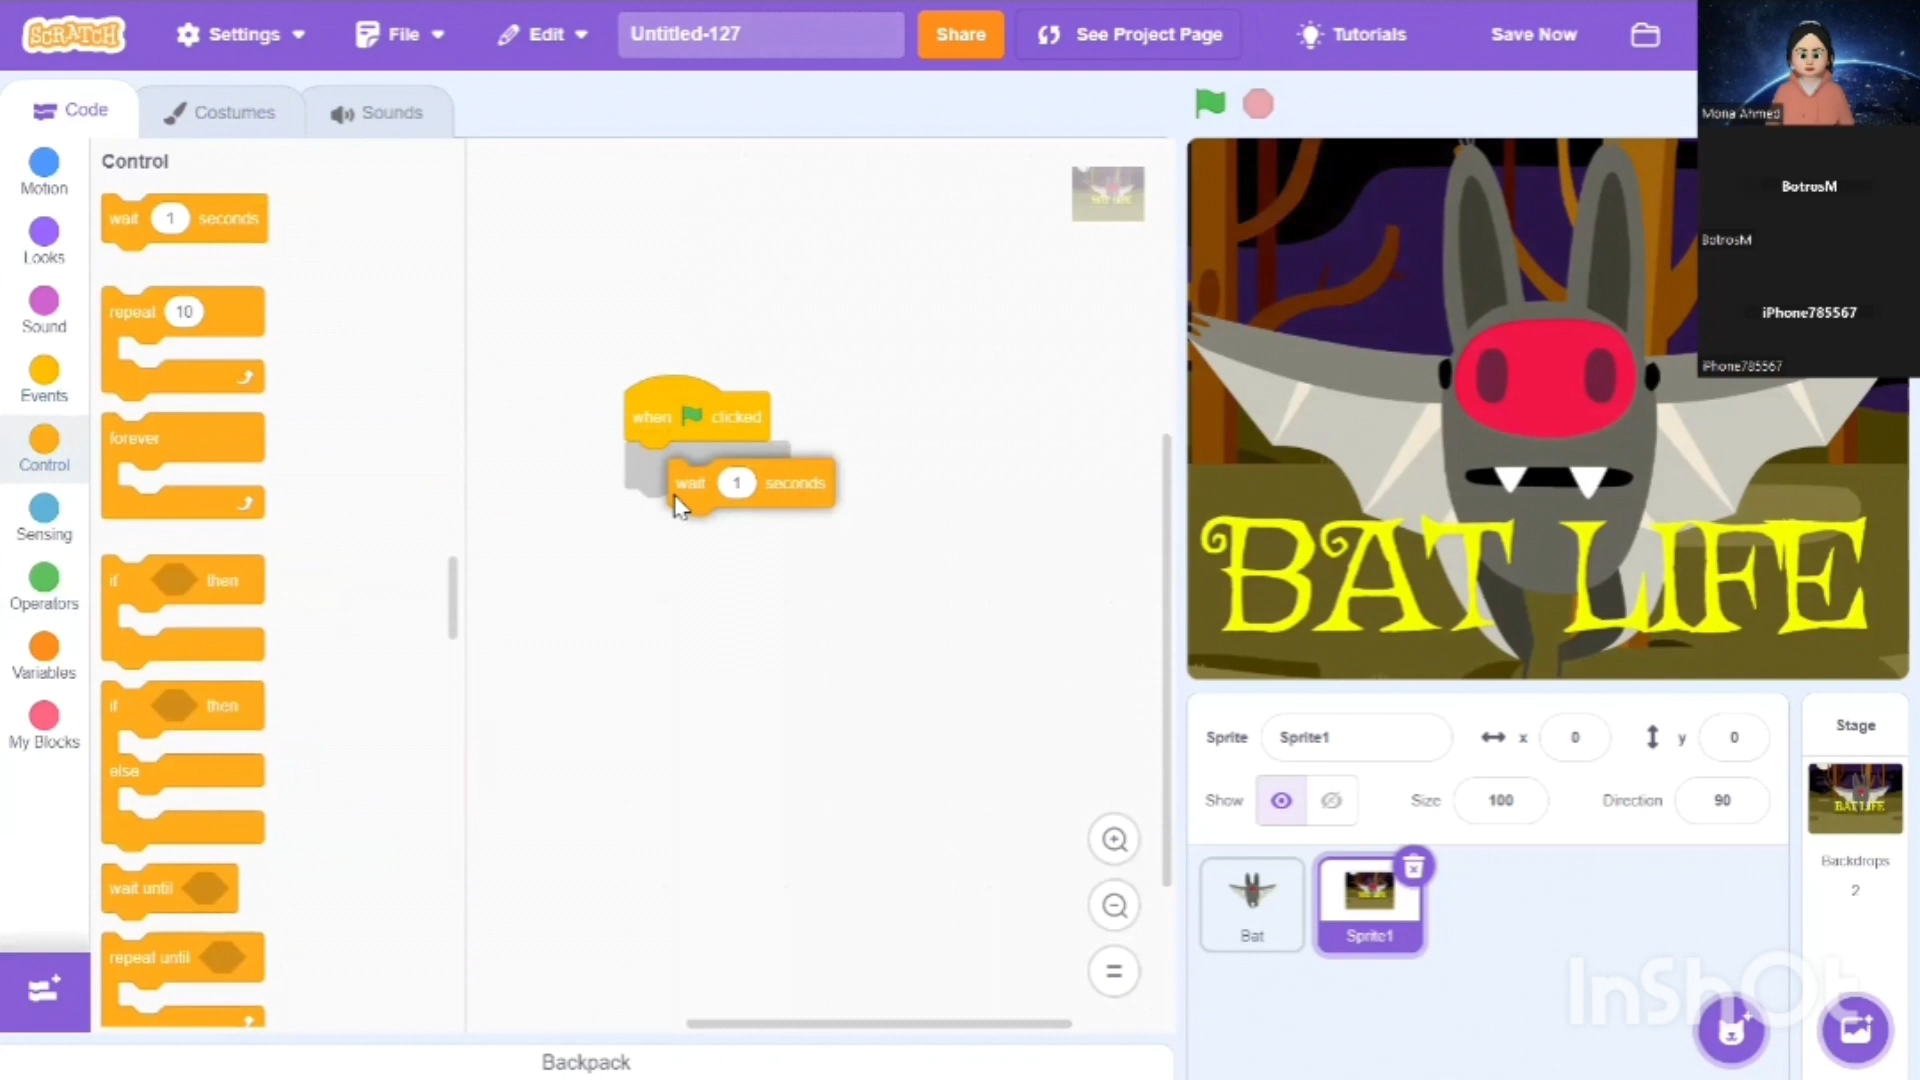 SCRATCH
Settings
File
Edit
Untitled-127
Share
See Project Page
Tutorials
Save Now
Code
Costumes
Sounds
Motion
Looks
Sound
Events
Control
Sensing
Operators
Variables
My Blocks
Control
wait 1 seconds
repeat 10
forever
if then
if then
else
wait until
repeat until
when clicked
wait 1 seconds
Backpack
BAT LIFE
Mona Ahmed
BotrosM
BotrosM
iPhone785567
iPhone785567
Sprite Sprite1 x 0 y 0
Show Size 100 Direction 90
Bat
Sprite1
Stage
BAT LIFE
Backdrops
2
InShOt